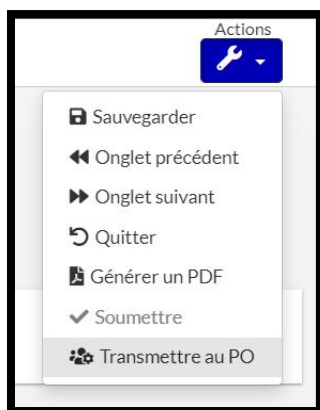 Actions
Sauvegarder
Onglet précédent
Onglet suivant
Quitter
Générer un PDF
Soumettre
Transmettre au PO